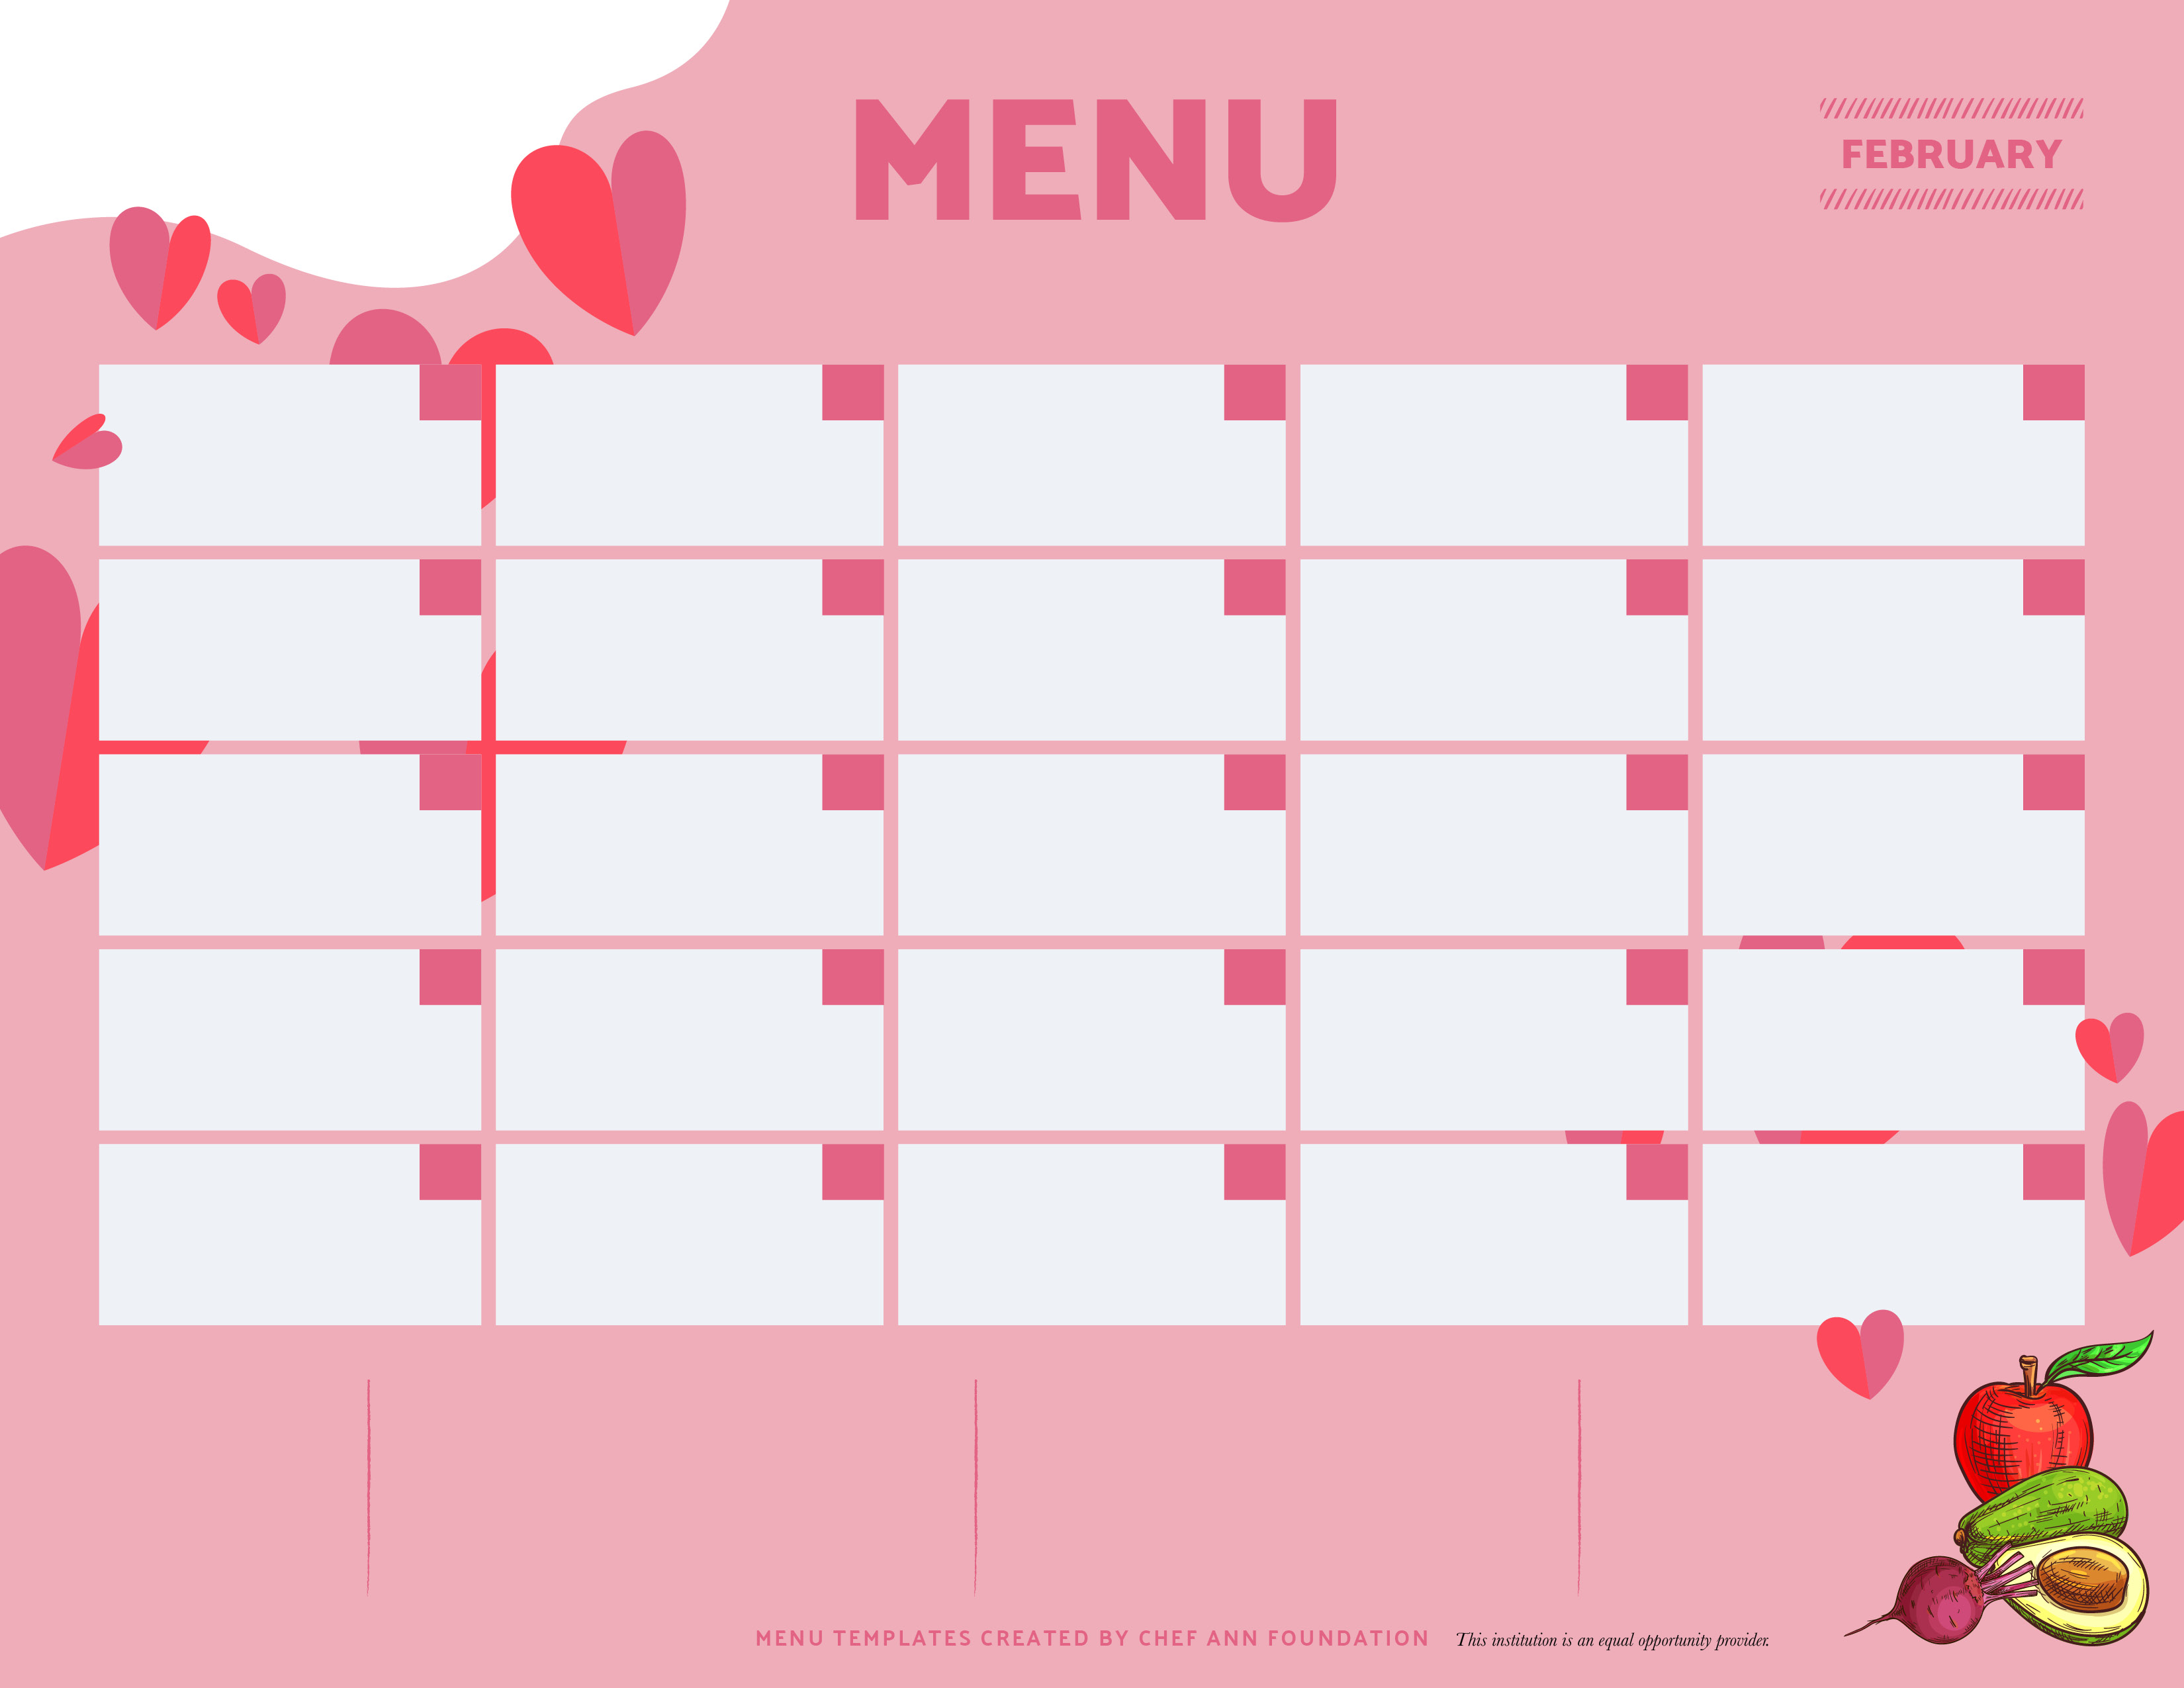 MENU
FEBRUARY
MENU TEMPLATES CREATED BY CHEF ANN FOUNDATION
This institution is an equal opportunity provider.